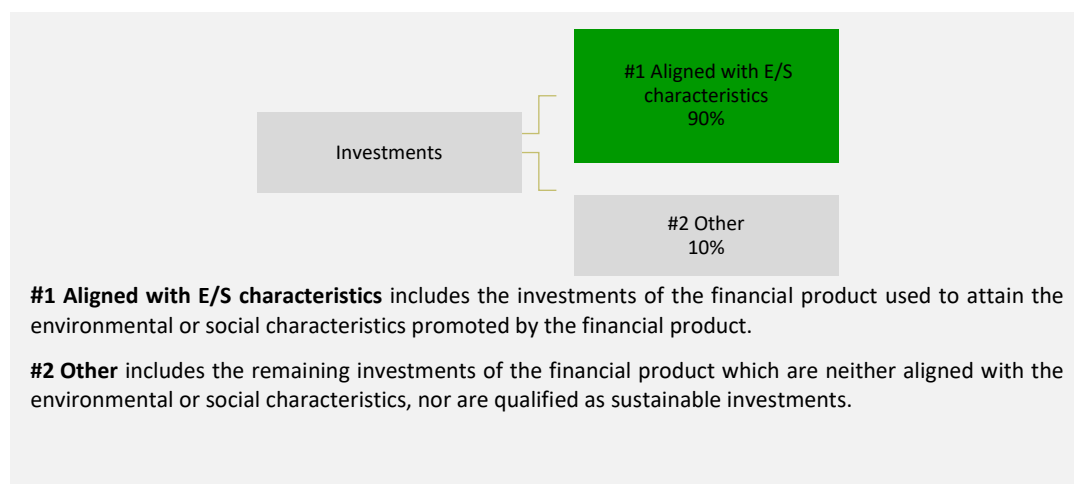 #1 Aligned with E/S
characteristics
90%
Investments
#2 Other
10%
#1 Aligned with E/S characteristics includes the investments of the financial product used to attain the
environmental or social characteristics promoted by the financial product.
#2 Other includes the remaining investments of the financial product which are neither aligned with the
environmental or social characteristics, nor are qualified as sustainable investments.